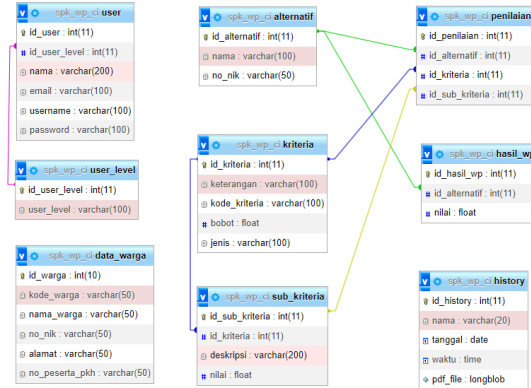 spk_wp_ci user
id_user : int(11)
id_user_level : int(11)
nama : varchar(200)
email : varchar(100)
username : varchar(100)
password : varchar(100)
spk_wp_ci user_level
id_user_level : int(11)
user_level : varchar(100)
spk_wp_ci data_warga
id_warga : int(10)
kode_warga : varchar(50)
nama_warga : varchar(50)
no_nik : varchar(50)
alamat : varchar(50)
no_peserta_pkh : varchar(50)
spk_wp_ci alternatif
id_alternatif : int(11)
nama : varchar(100)
no_nik : varchar(50)
spk_wp_ci kriteria
id_kriteria : int(11)
keterangan : varchar(100)
kode_kriteria : varchar(100)
bobot : float
jenis : varchar(100)
spk_wp_ci sub_kriteria
id_sub_kriteria : int(11)
id_kriteria : int(11)
deskripsi : varchar(200)
nilai : float
spk_wp_ci penilaian
id_penilaian : int(11)
id_alternatif : int(11)
id_kriteria : int(11)
id_sub_kriteria : int(11)
spk_wp_ci hasil_wp
id_hasil_wp : int(11)
id_alternatif : int(11)
nilai : float
spk_wp_ci history
id_history : int(11)
nama : varchar(20)
tanggal : date
waktu : time
pdf_file : longblob